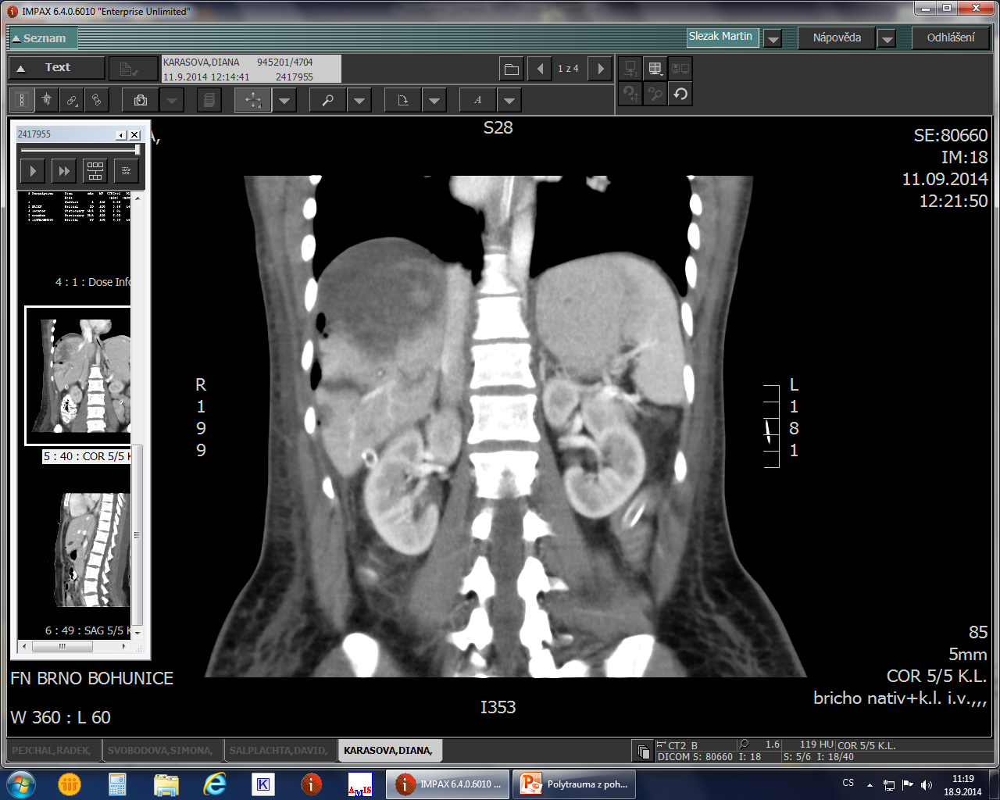 IMPAX 6.4.0.6010 "Enterprise Unlimited"
Seznam
Slezak Martin
Nápověda
Odhlášení
Text
KARASOVA,DIANA 945201/4704
11.9.2014 12:14:41 2417955
1 z 4
A
2417955
4 : 1 : Dose Info
5 : 40 : COR 5/5 K
6 : 49 : SAG 5/5 K
S28
SE:80660
IM:18
11.09.2014
12:21:50
R
1
9
9
L
1
8
1
85
5mm
COR 5/5 K.L.
bricho nativ+k.l. i.v.,,,
FN BRNO BOHUNICE
W 360 : L 60
I353
PEJCHAL,RADEK,
SVOBODOVA,SIMONA,
SALPLACHTA,DAVID,
KARASOVA,DIANA,
CT2 B
1.6
119 HU
COR 5/5 K.L.
DICOM S: 80660 I: 18
S: 5/6 I: 18/40
K
AMIS
IMPAX 6.4.0.6010 ...
Polytrauma z poh...
CS
11:19
18.9.2014